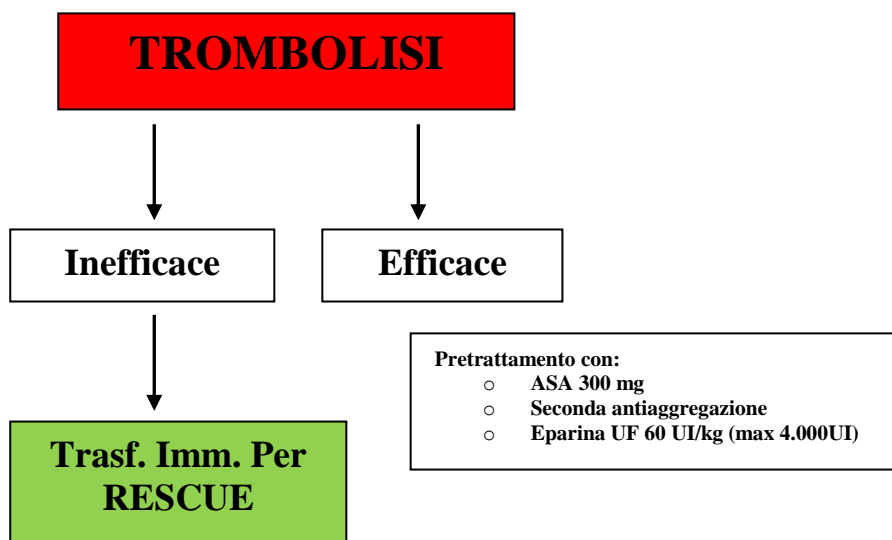 TROMBOLISI
Inefficace
Efficace
Pretrattamento con:
o ASA 300 mg
o Seconda antiaggregazione
o Eparina UF 60 UI/kg (max 4.000UI)
Trasf. Imm. Per
RESCUE